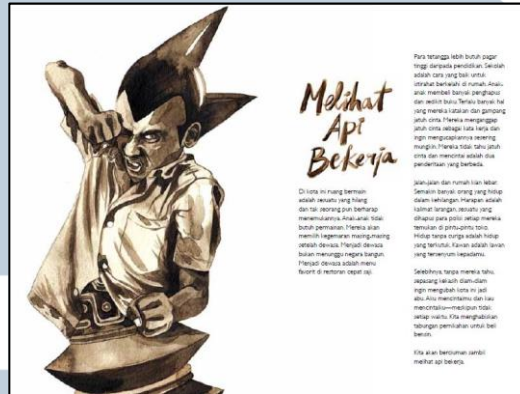 Melihat
Api
Bekerja
Di kota ini ruang bermain
adalah sesuatu yang hilang
dan tak seorang pun berharap
menemukannya. Anak-anak tidak
butuh permainan. Mereka akan
memilih kegemaran masing-masing
setelah dewasa. Menjadi dewasa
bukan menunggu negara bangun.
Menjadi dewasa adalah menu
favorit di restoran cepat saji.
Para tetangga lebih butuh pagar
tinggi daripada pendidikan. Sekolah
adalah cara yang baik untuk
istirahat berkelahi di rumah. Anak-
anak membeli banyak penghapus
dan sedikit buku. Terlalu banyak hal
yang mereka katakan dan gampang
jatuh cinta. Mereka menganggap
jatuh cinta sebagai kata kerja dan
ingin mengucapkannya sesering
mungkin. Mereka tidak tahu jatuh
cinta dan mencintai adalah dua
penderitaan yang berbeda.
Jalan-jalan dan rumah kian lebar.
Semakin banyak orang yang hidup
dalam kehilangan. Harapan adalah
kalimat larangan, sesuatu yang
dihapus para polisi setiap mereka
temukan di pintu-pintu toko.
Hidup tanpa curiga adalah hidup
yang terkutuk. Kawan adalah lawan
yang tersenyum kepadamu.
Selebihnya, tanpa mereka tahu,
sepasang kekasih diam-diam
ingin mengubah kota ini jadi
abu. Aku mencintaimu dan kau
mencintaiku—meskipun tidak
setiap waktu. Kita menghabiskan
tabungan pernikahan untuk beli
bensin.
Kita akan berciuman sambil
melihat api bekerja.